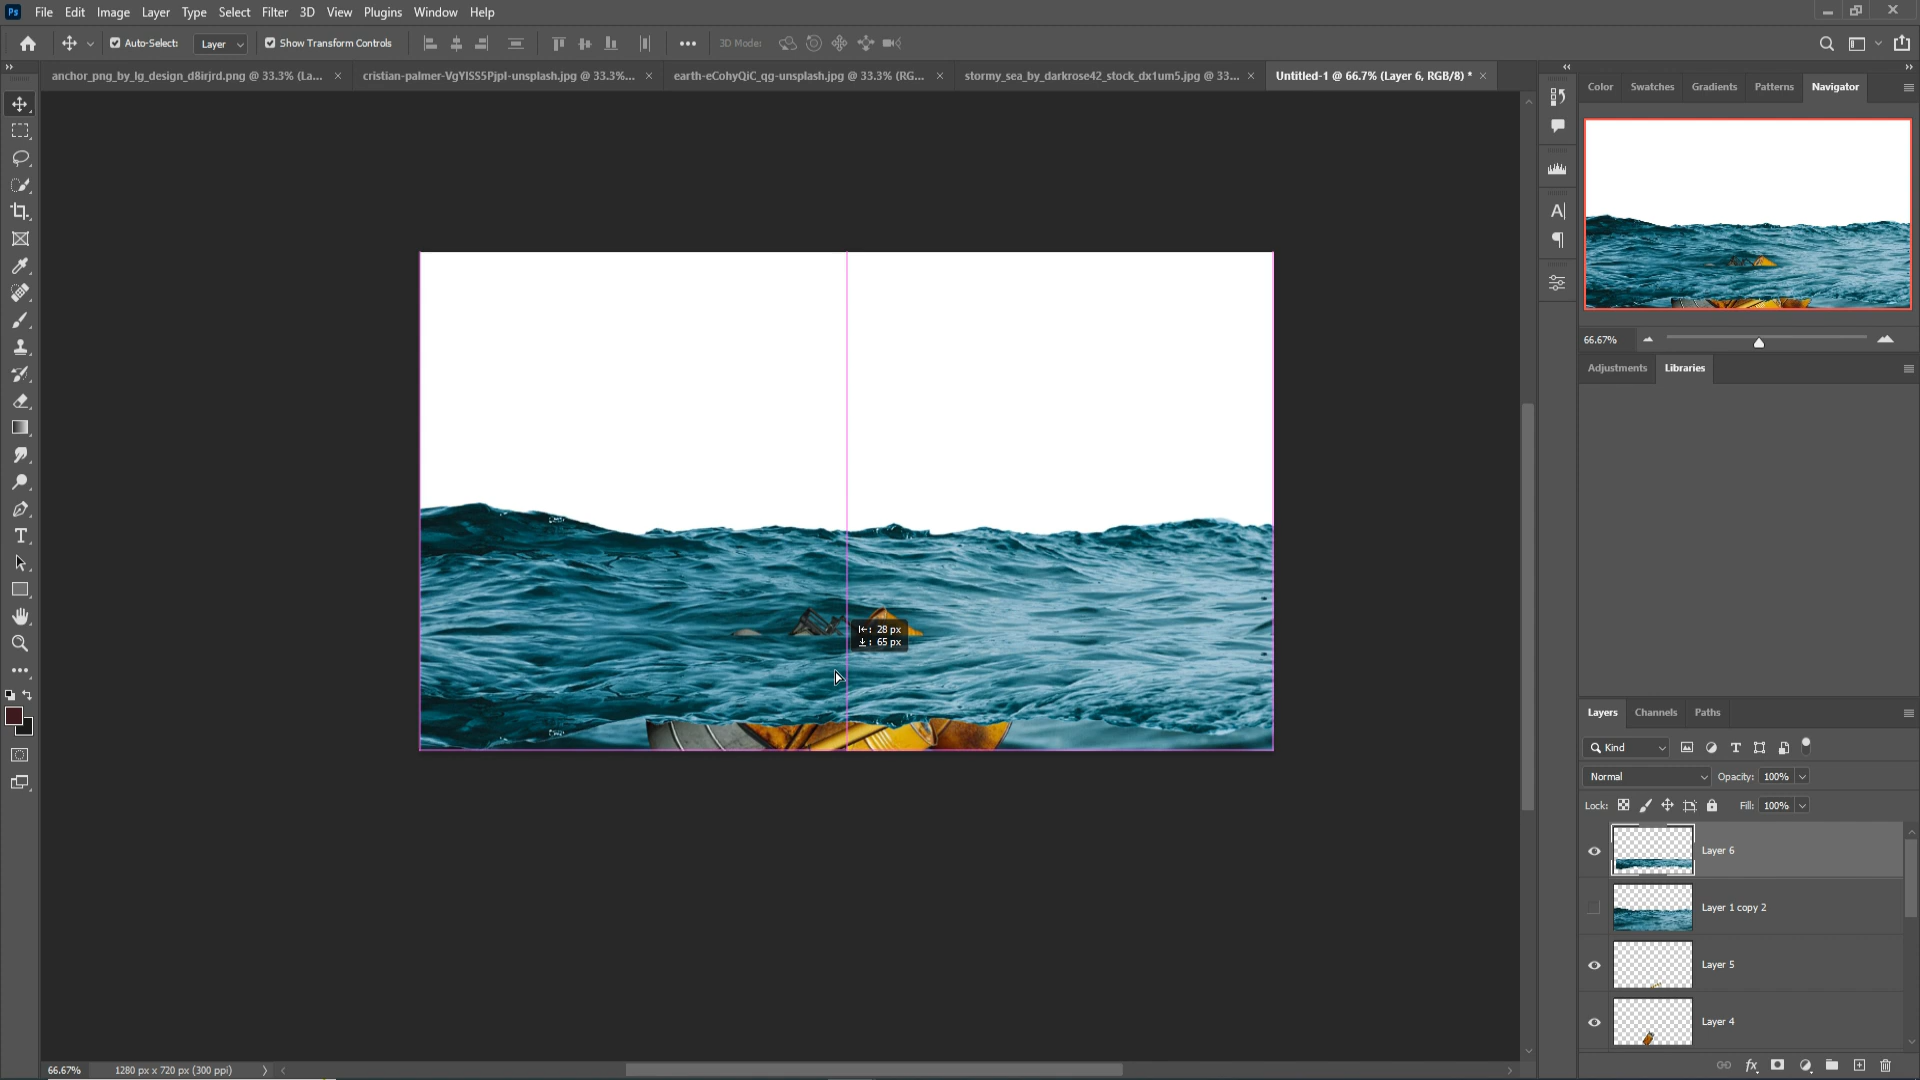 Ps File Edit Image Layer Type Select Filter 3D View Plugins Window Help
Auto-Select: Layer Show Transform Controls 3D Mode:
anchor_png_by_lg_design_d8irjrd.png @ 33.3% (La... × cristian-palmer-VgYISS5PjpI-unsplash.jpg @ 33.3%... × earth-eCohyQiC_qg-unsplash.jpg @ 33.3% (RG... × stormy_sea_by_darkrose42_stock_dx1um5.jpg @ 33... × Untitled-1 @ 66.7% (Layer 6, RGB/8) * ×
Color Swatches Gradients Patterns Navigator
66.67%
Adjustments Libraries
: 28 px
: 65 px
Layers Channels Paths
Kind
Normal Opacity: 100%
Lock: Fill: 100%
Layer 6
Layer 1 copy 2
Layer 5
Layer 4
66.67% 1280 px x 720 px (300 ppi)